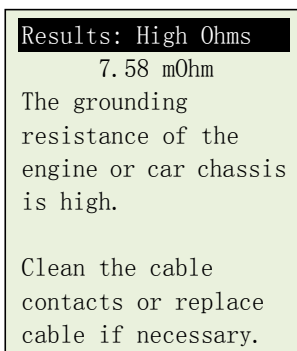 Results: High Ohms
7.58 mOhm
The grounding
resistance of the
engine or car chassis
is high.
Clean the cable
contacts or replace
cable if necessary.